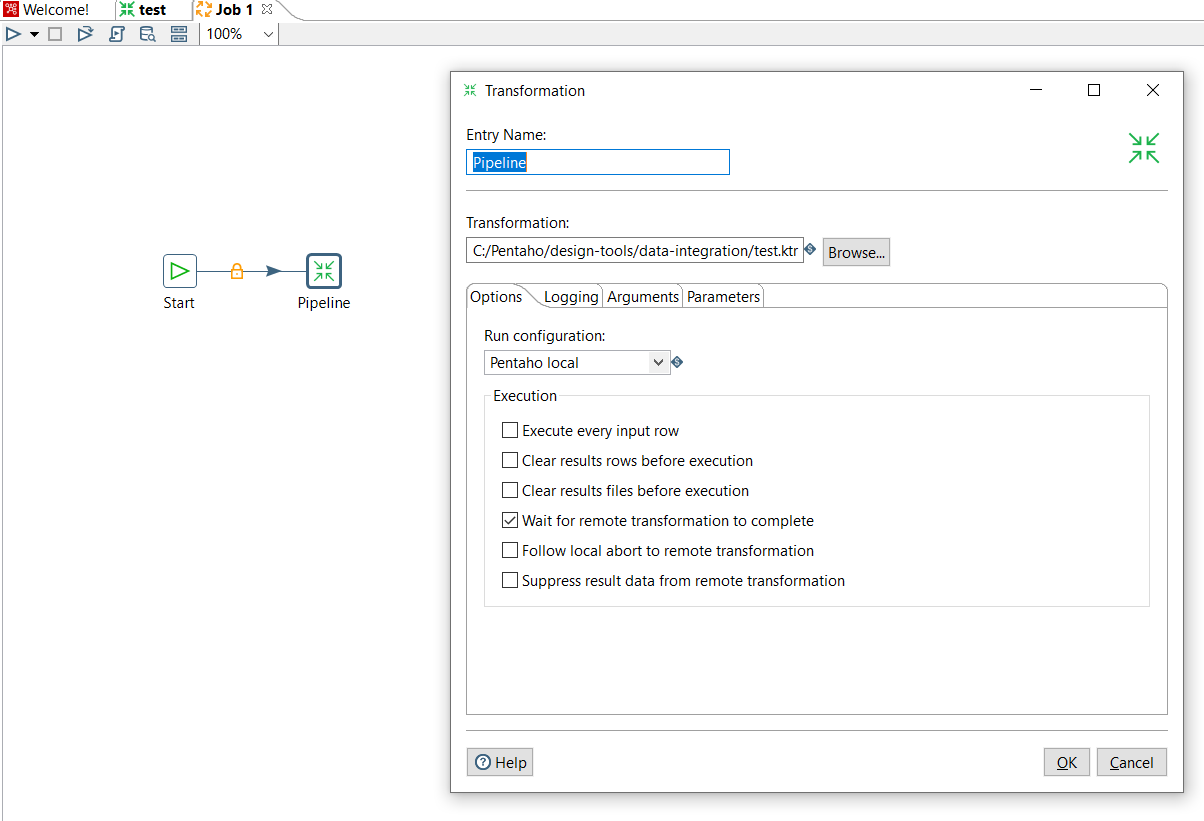 Welcome! test Job 1
100%
Transformation
Entry Name:
Pipeline
Transformation:
C:/Pentaho/design-tools/data-integration/test.ktr Browse...
Options Logging Arguments Parameters
Start Pipeline
Run configuration:
Pentaho local
Execution
Execute every input row
Clear results rows before execution
Clear results files before execution
Wait for remote transformation to complete
Follow local abort to remote transformation
Suppress result data from remote transformation
Help OK Cancel